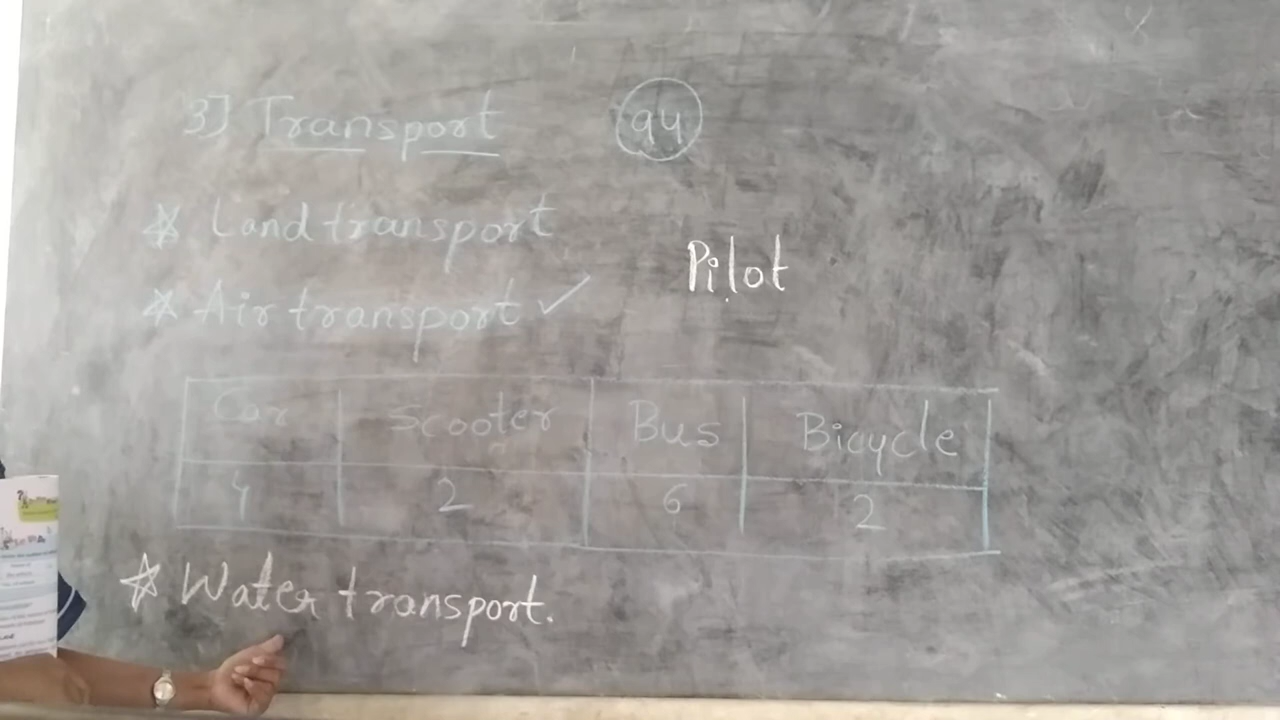 3] Transport 94
☆ Land transport
Pilot
☆ Air transport ✓
Car Scooter Bus Bicycle
4 2 6 2
☆ Water transport.